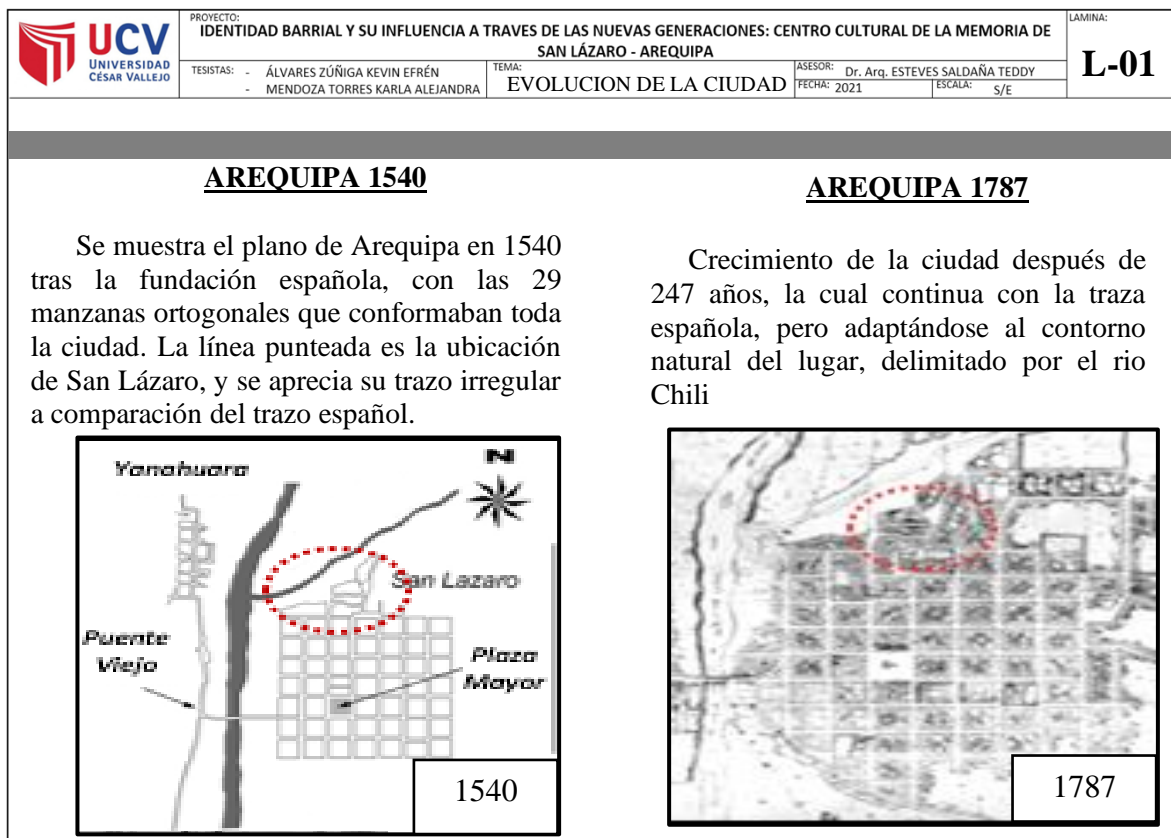 UCV
UNIVERSIDAD
CÉSAR VALLEJO
PROYECTO:
IDENTIDAD BARRIAL Y SU INFLUENCIA A TRAVES DE LAS NUEVAS GENERACIONES: CENTRO CULTURAL DE LA MEMORIA DE
SAN LÁZARO - AREQUIPA
TESISTAS: - ÁLVARES ZÚÑIGA KEVIN EFRÉN
- MENDOZA TORRES KARLA ALEJANDRA
TEMA:
EVOLUCION DE LA CIUDAD
ASESOR: Dr. Arq. ESTEVES SALDAÑA TEDDY
FECHA: 2021
ESCALA: S/E
LAMINA:
L-01
AREQUIPA 1540
Se muestra el plano de Arequipa en 1540
tras la fundación española, con las 29
manzanas ortogonales que conformaban toda
la ciudad. La línea punteada es la ubicación
de San Lázaro, y se aprecia su trazo irregular
a comparación del trazo español.
Yanahuara
N
San Lazaro
Puente
Viejo
Plaza
Mayor
1540
AREQUIPA 1787
Crecimiento de la ciudad después de
247 años, la cual continua con la traza
española, pero adaptándose al contorno
natural del lugar, delimitado por el rio
Chili
1787